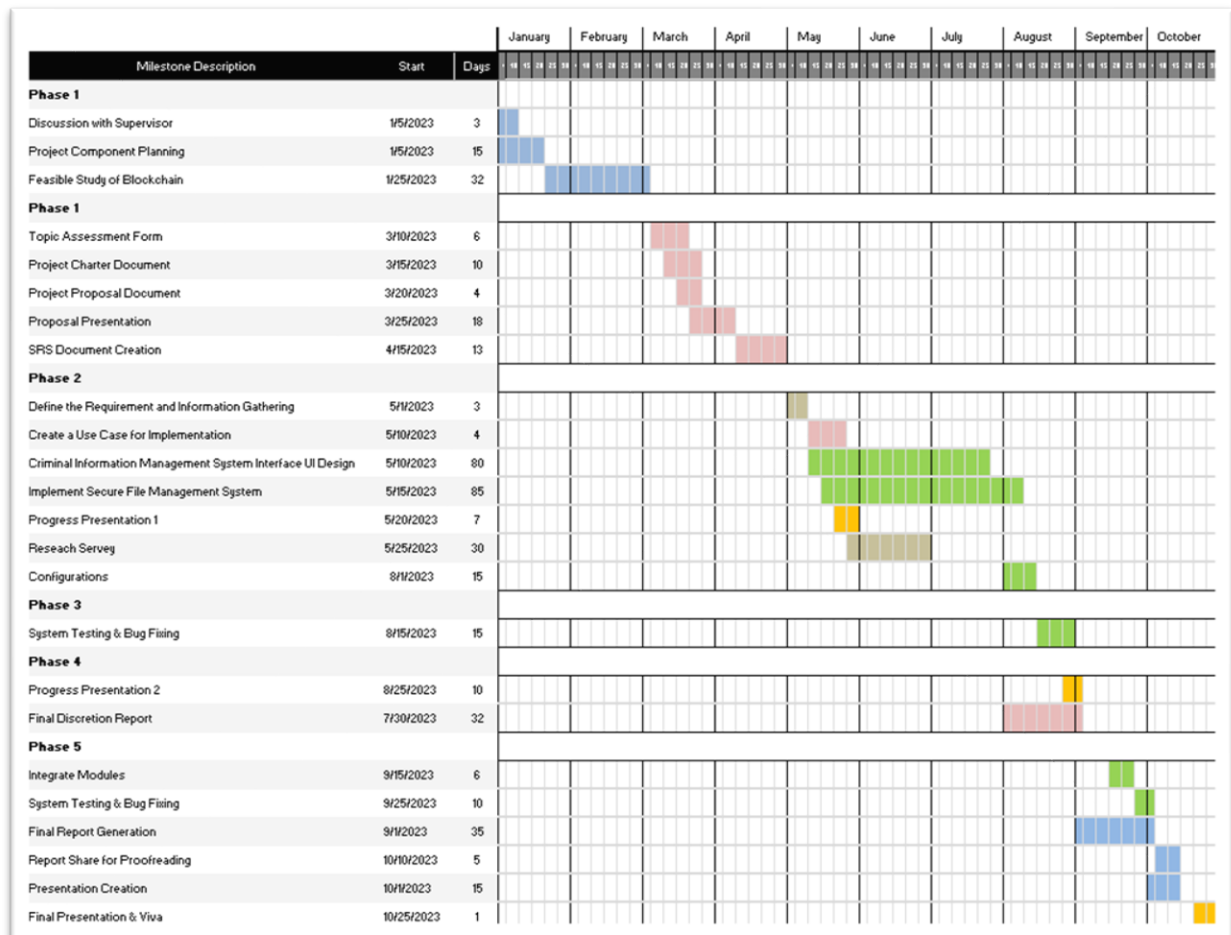 January February March April May June July August September October
Milestone Description Start Days
Phase 1
Discussion with Supervisor 1/5/2023 3
Project Component Planning 1/5/2023 15
Feasible Study of Blockchain 1/25/2023 32
Phase 1
Topic Assessment Form 3/10/2023 6
Project Charter Document 3/15/2023 10
Project Proposal Document 3/20/2023 4
Proposal Presentation 3/25/2023 18
SRS Document Creation 4/15/2023 13
Phase 2
Define the Requirement and Information Gathering 5/1/2023 3
Create a Use Case for Implementation 5/10/2023 4
Criminal Information Management System Interface UI Design 5/10/2023 80
Implement Secure File Management System 5/15/2023 85
Progress Presentation 1 5/20/2023 7
Reseach Servey 5/25/2023 30
Configurations 8/1/2023 15
Phase 3
System Testing & Bug Fixing 8/15/2023 15
Phase 4
Progress Presentation 2 8/25/2023 10
Final Discretion Report 7/30/2023 32
Phase 5
Integrate Modules 9/15/2023 6
System Testing & Bug Fixing 9/25/2023 10
Final Report Generation 9/1/2023 35
Report Share for Proofreading 10/10/2023 5
Presentation Creation 10/1/2023 15
Final Presentation & Viva 10/25/2023 1